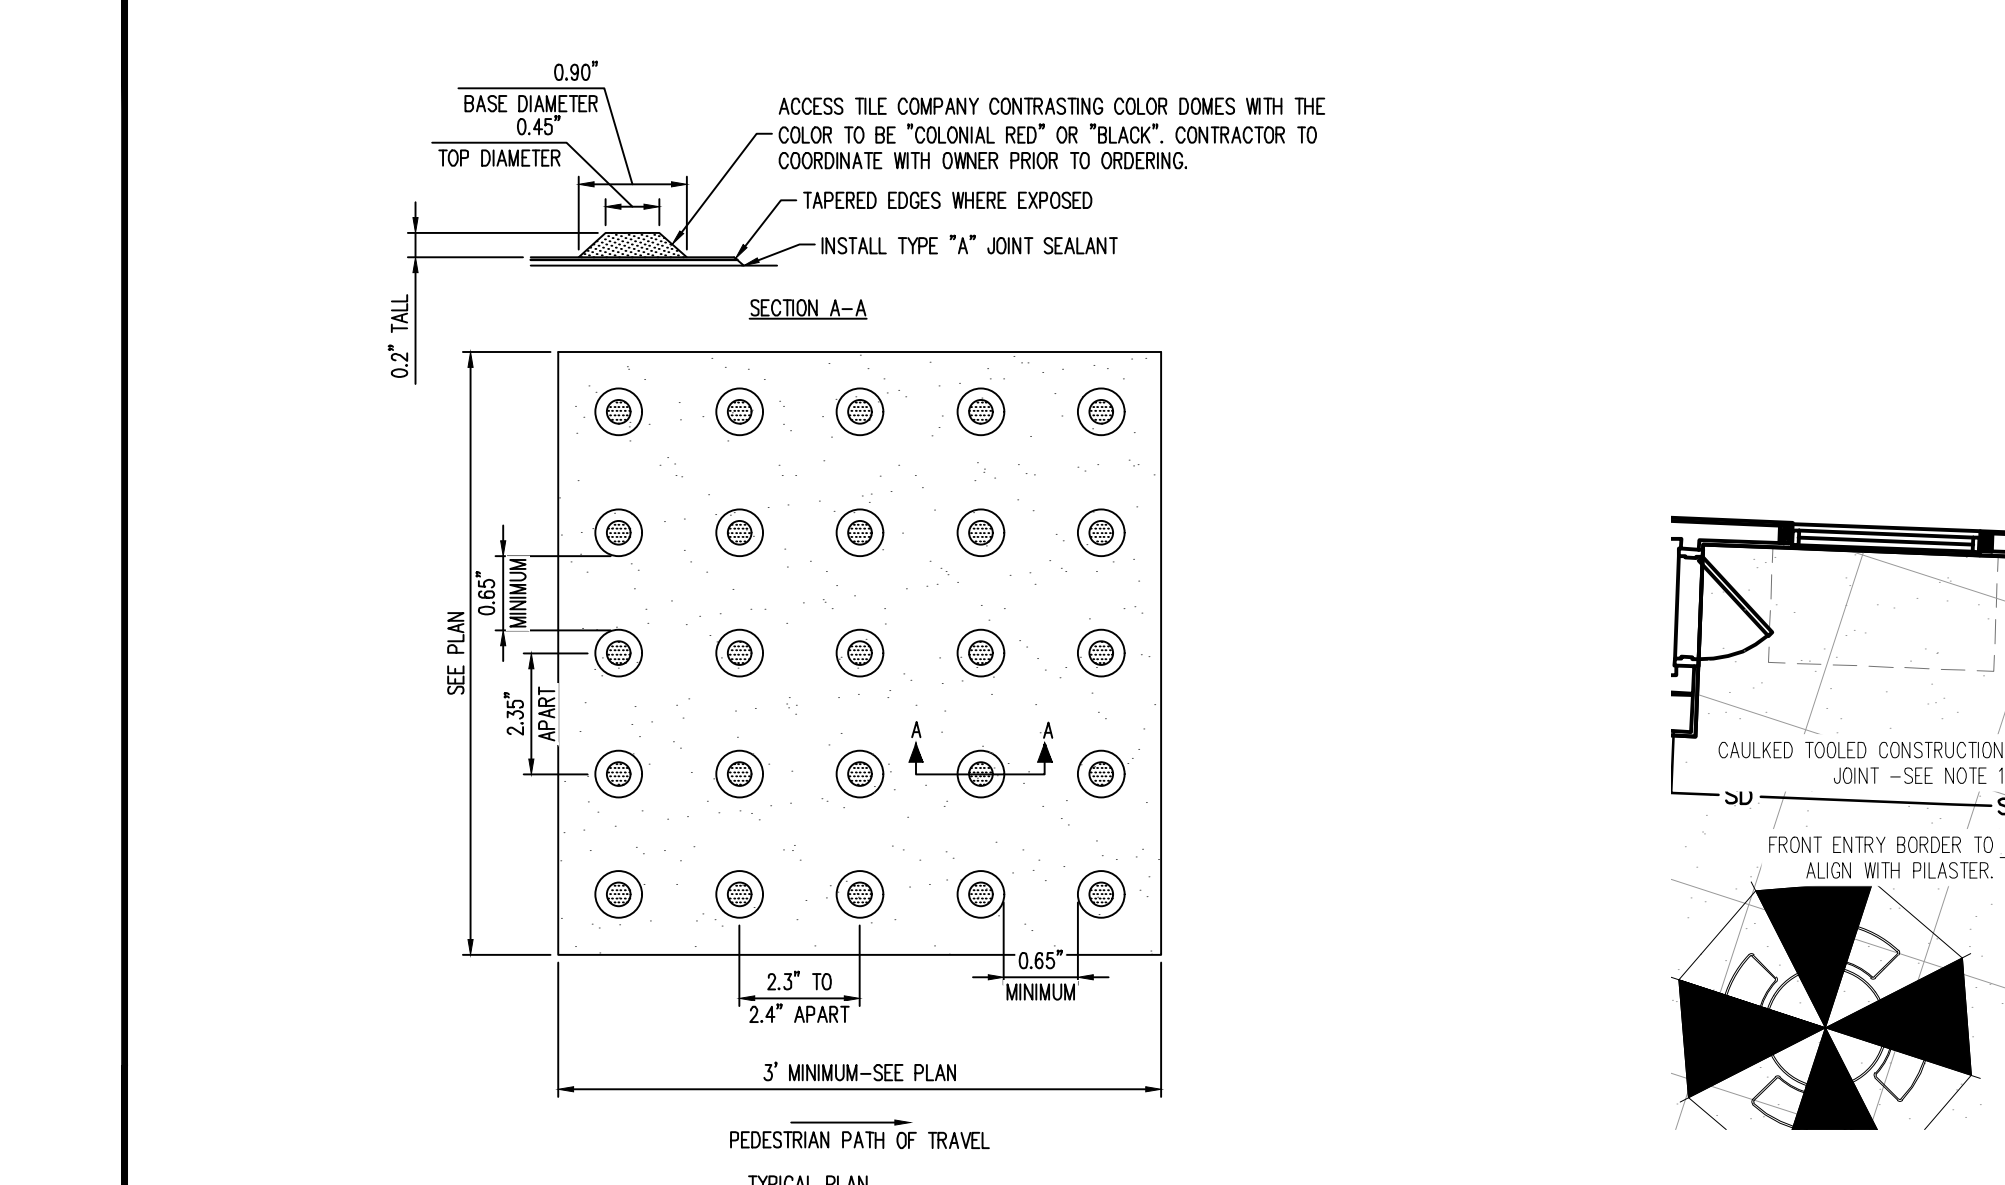 0.90"
BASE DIAMETER
0.45"
TOP DIAMETER
ACCESS TILE COMPANY CONTRASTING COLOR DOMES WITH THE
COLOR TO BE "COLONIAL RED" OR "BLACK". CONTRACTOR TO
COORDINATE WITH OWNER PRIOR TO ORDERING.
TAPERED EDGES WHERE EXPOSED
INSTALL TYPE "A" JOINT SEALANT
0.2" TALL
SECTION A-A
SEE PLAN
0.65"
MINIMUM
2.35"
APART
A
A
0.65"
MINIMUM
2.3" TO
2.4" APART
3' MINIMUM-SEE PLAN
PEDESTRIAN PATH OF TRAVEL
TYPICAL PLAN
CAULKED TOOLED CONSTRUCTION
JOINT -SEE NOTE 1
SD
FRONT ENTRY BORDER TO
ALIGN WITH PILASTER.